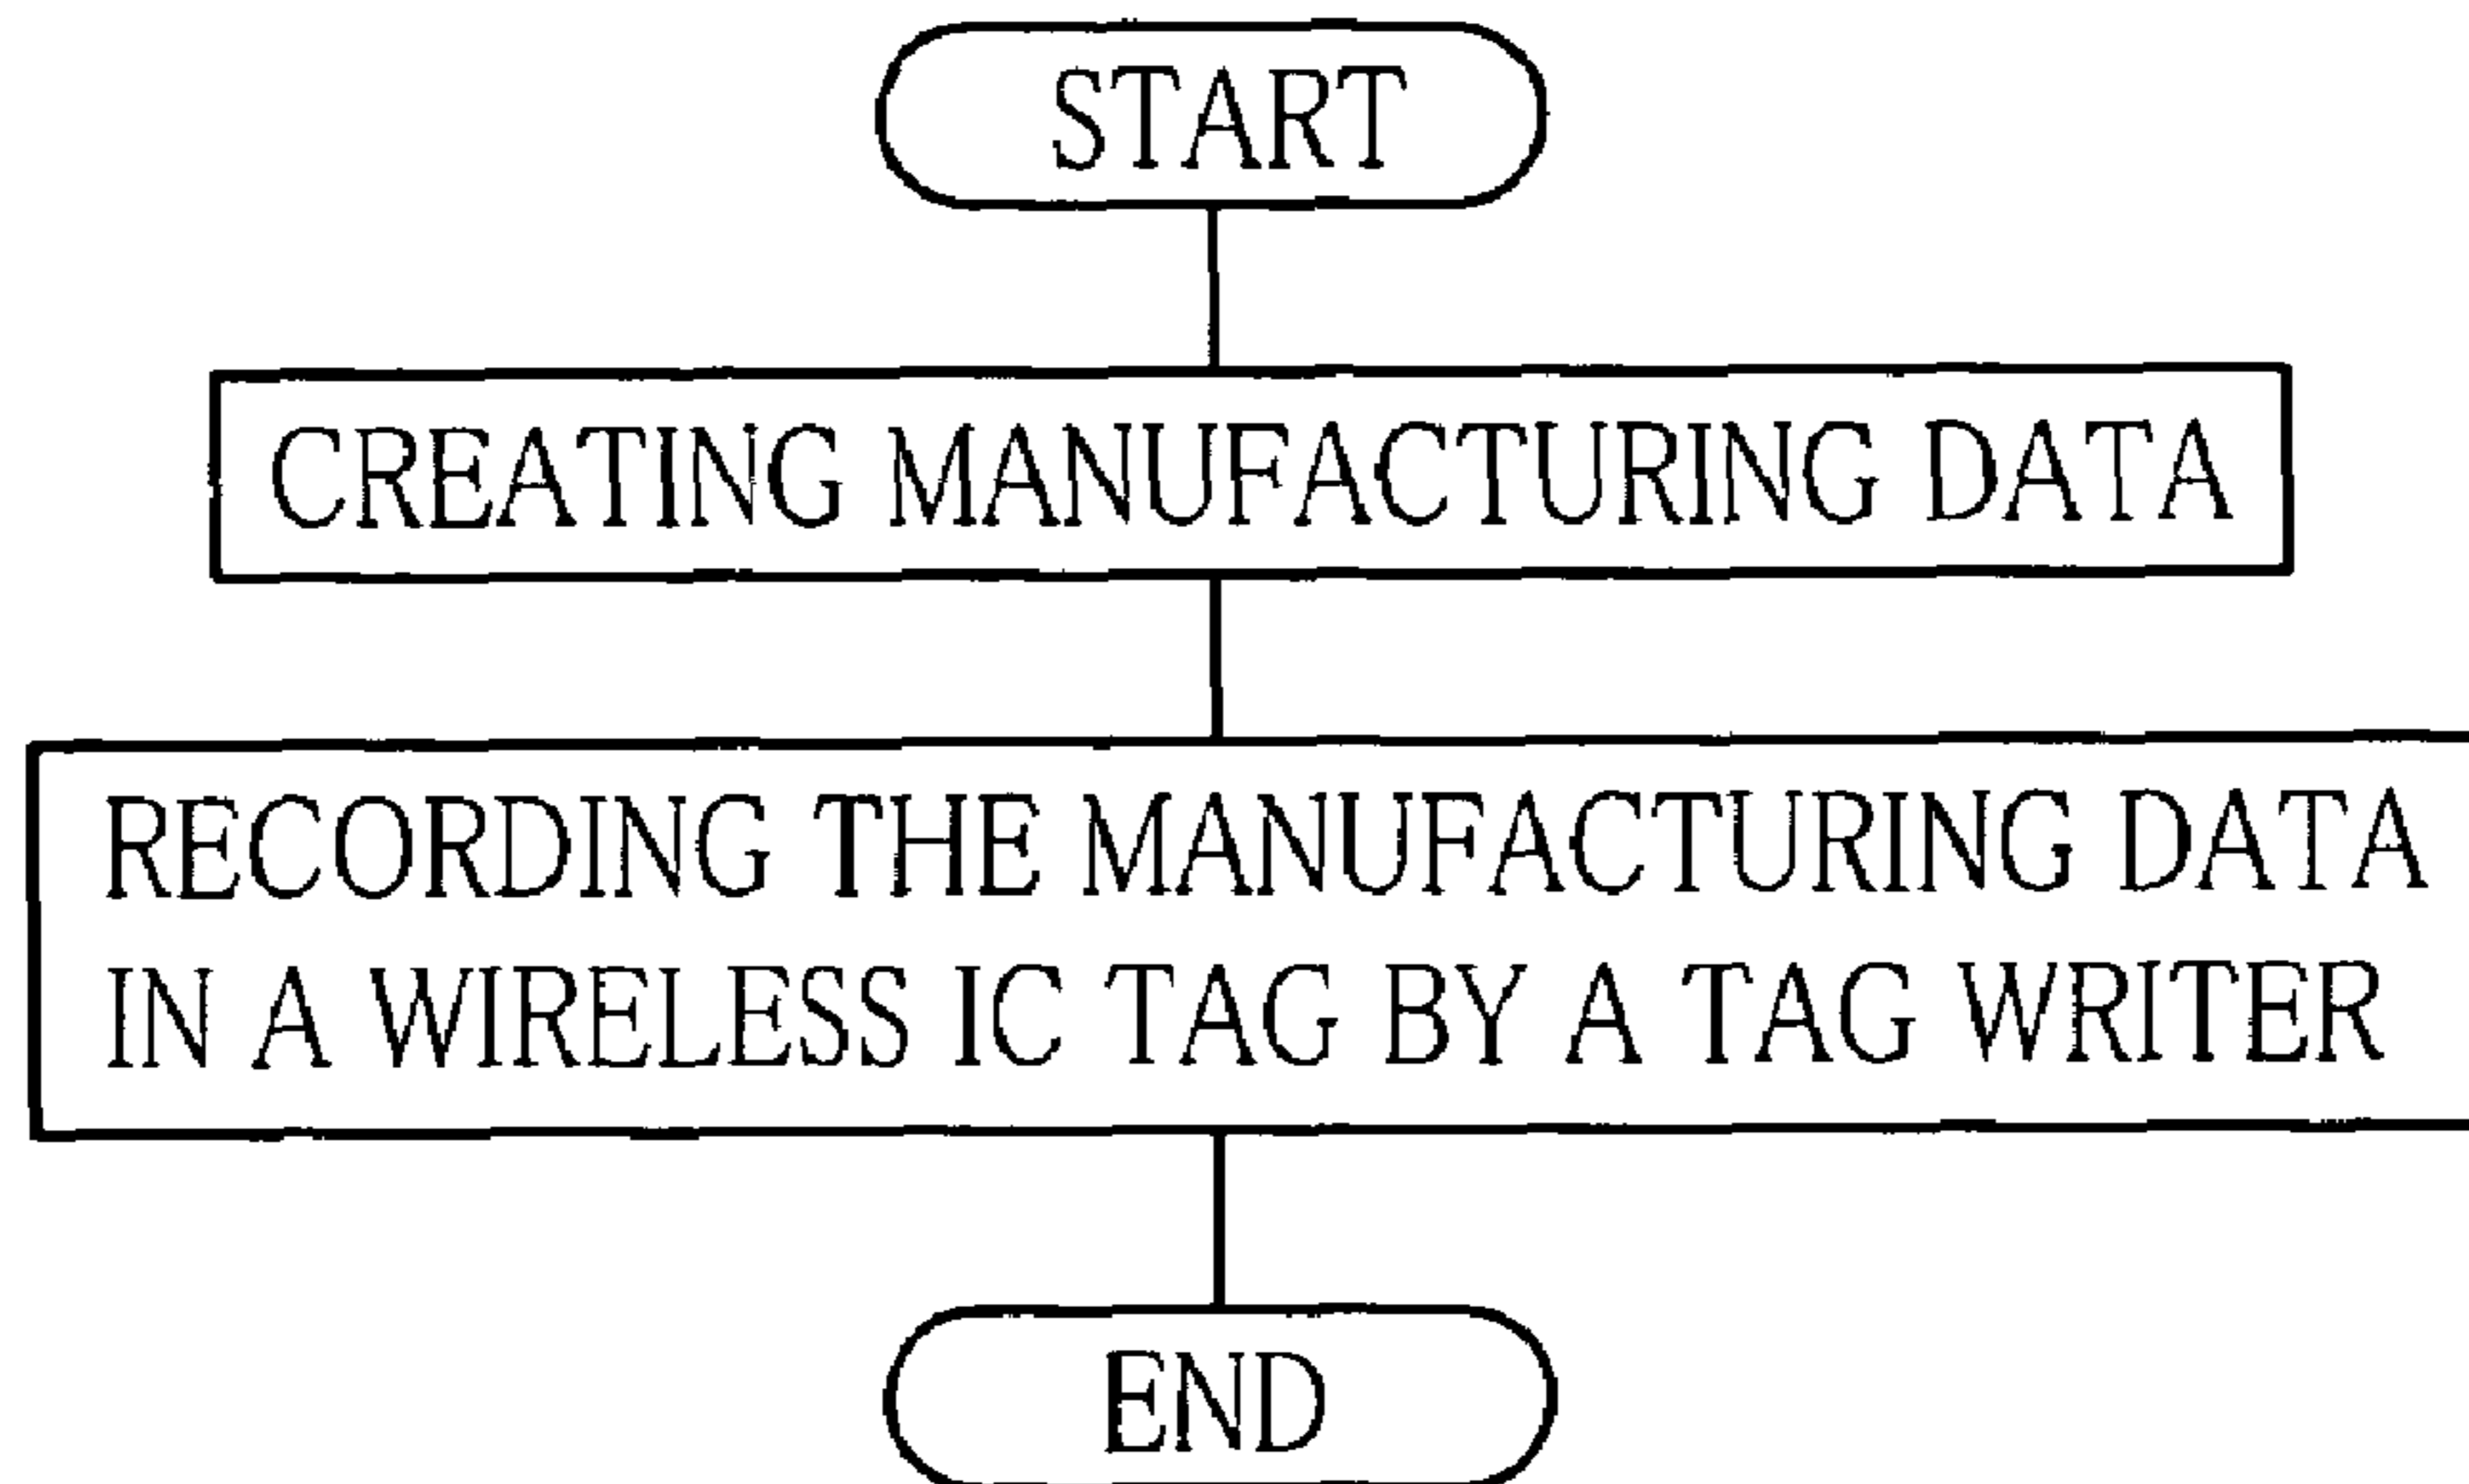 START
CREATING MANUFACTURING DATA
RECORDING THE MANUFACTURING DATA
IN A WIRELESS IC TAG BY A TAG WRITER
END